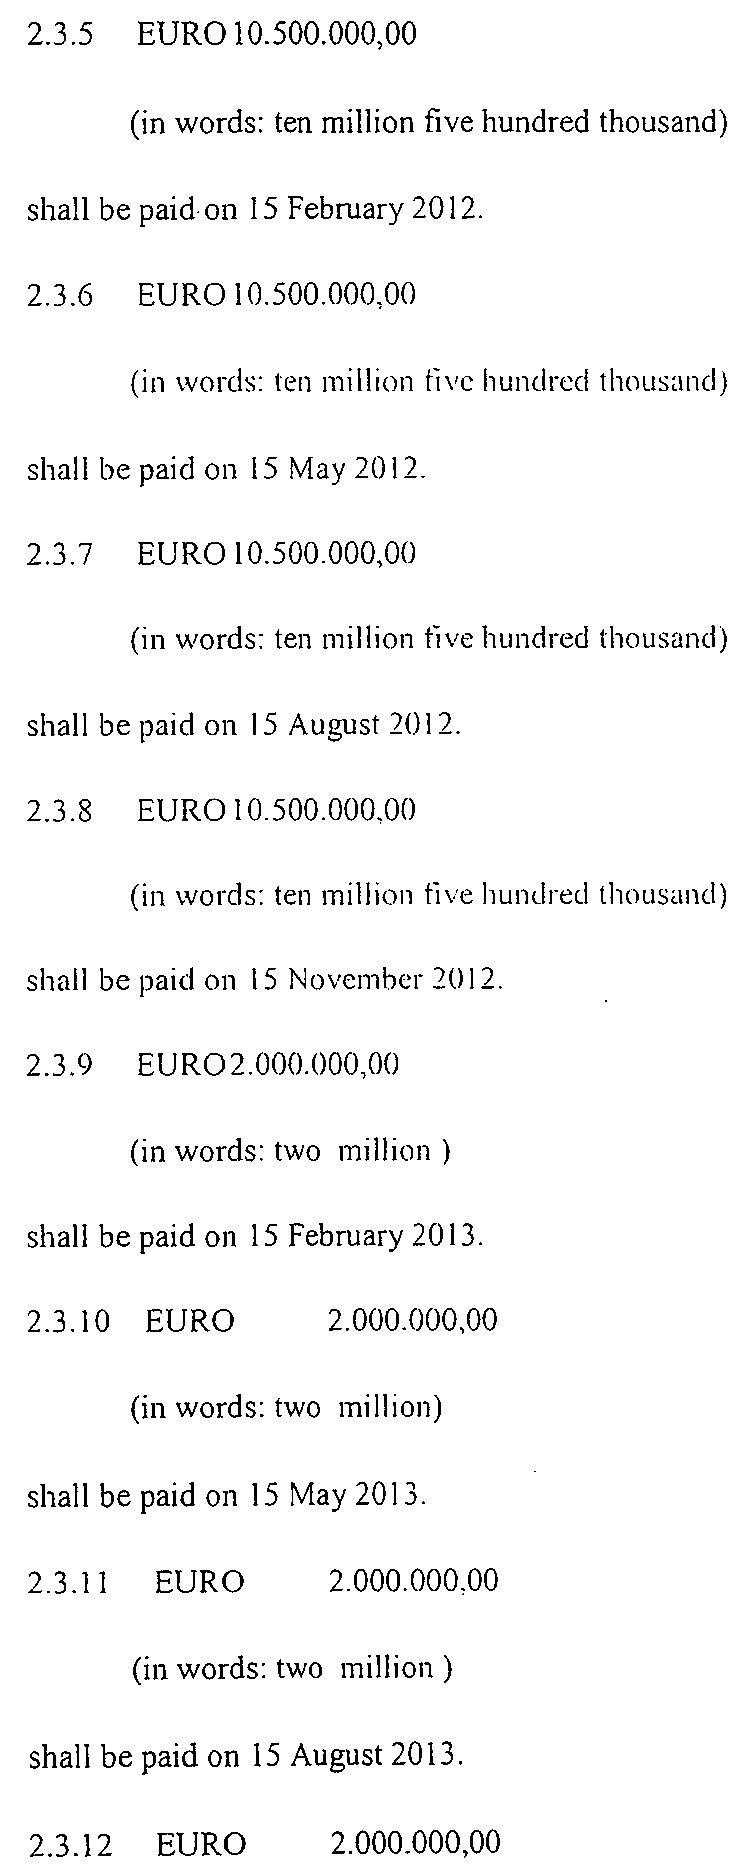 2.3.5 EURO 10.500.000,00
(in words: ten million five hundred thousand)
shall be paid on 15 February 2012.
2.3.6 EURO 10.500.000,00
(in words: ten million five hundred thousand)
shall be paid on 15 May 2012.
2.3.7 EURO 10.500.000,00
(in words: ten million five hundred thousand)
shall be paid on 15 August 2012.
2.3.8 EURO 10.500.000,00
(in words: ten million five hundred thousand)
shall be paid on 15 November 2012.
2.3.9 EURO 2.000.000,00
(in words: two million )
shall be paid on 15 February 2013.
2.3.10 EURO 2.000.000,00
(in words: two million)
shall be paid on 15 May 2013.
2.3.11 EURO 2.000.000,00
(in words: two million )
shall be paid on 15 August 2013.
2.3.12 EURO 2.000.000,00